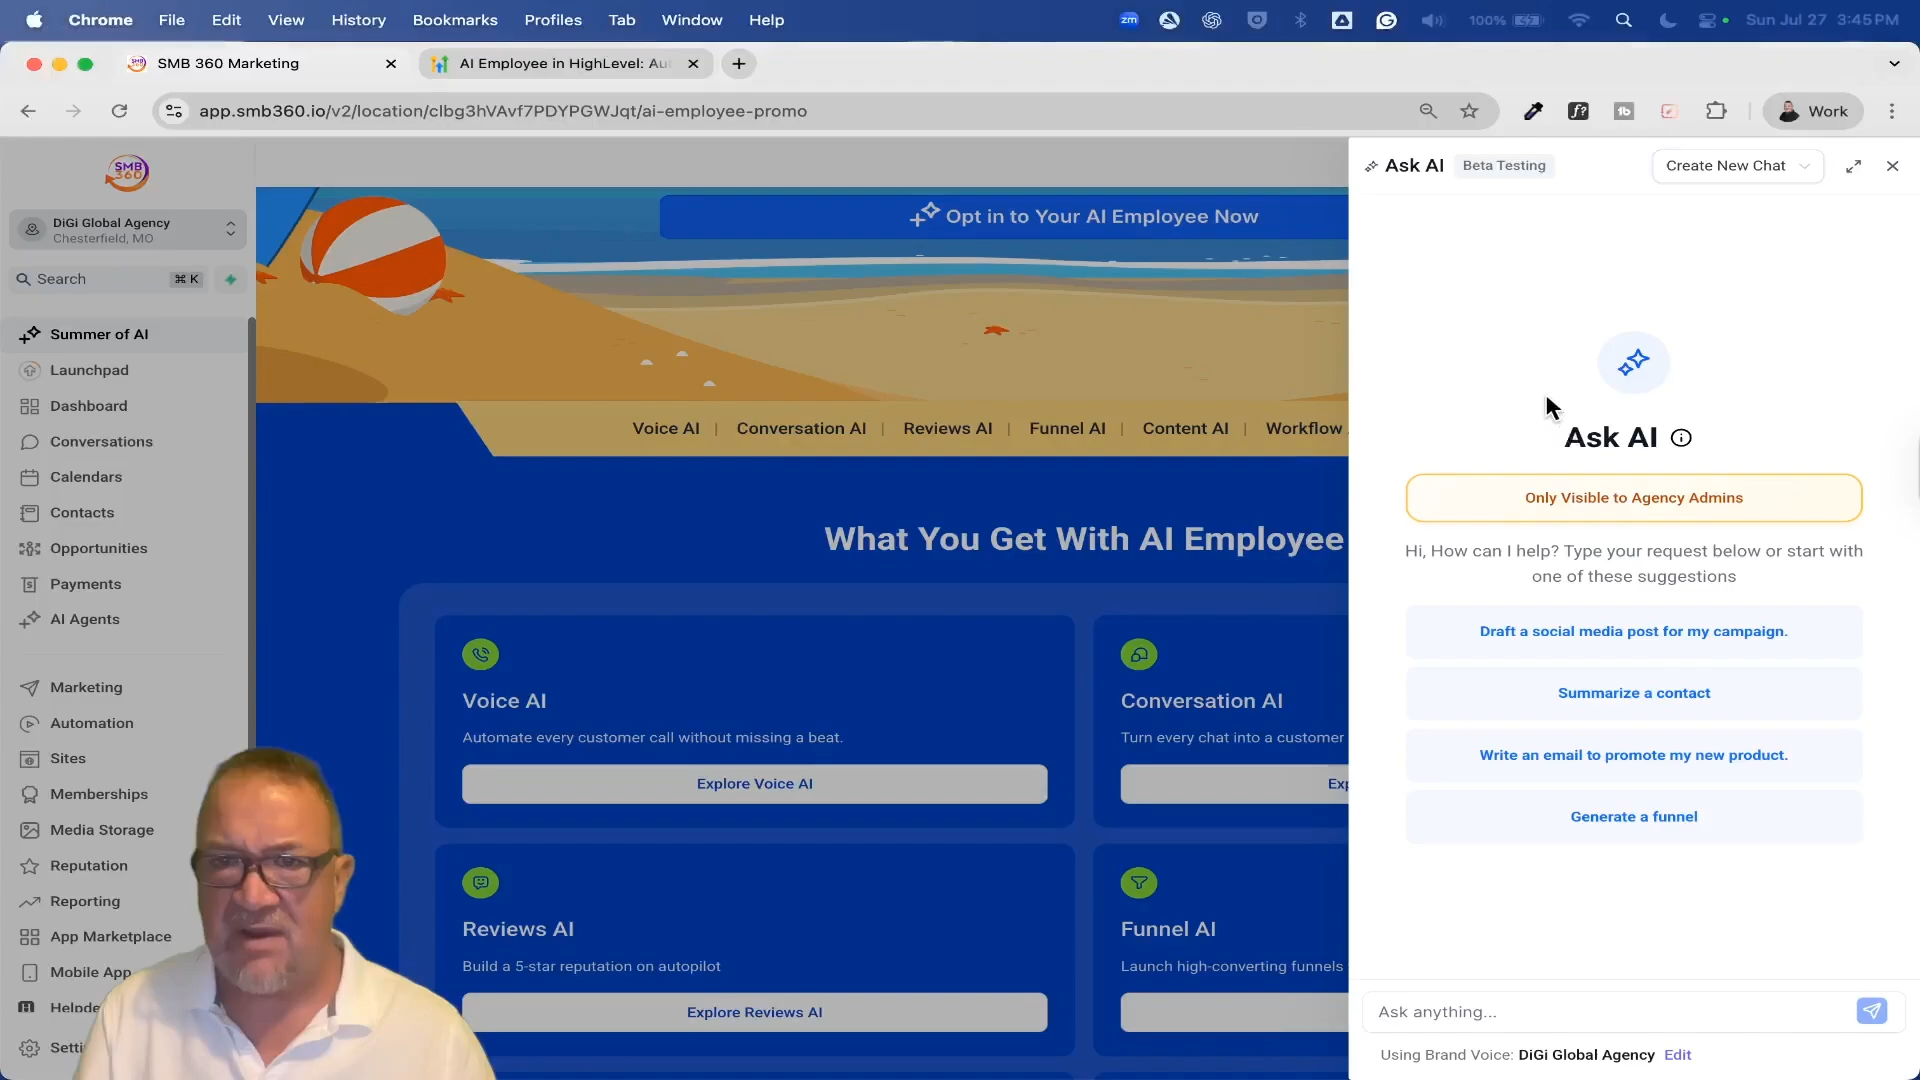 Chrome File Edit View History Bookmarks Profiles Tab Window Help
zm 100% Sun Jul 27 3:45PM
SMB 360 Marketing
AI Employee in HighLevel: Au
app.smb360.io/v2/location/clbg3hVAvf7PDYPGWJqt/ai-employee-promo
Work
SMB
360
DiGi Global Agency
Chesterfield, MO
Search ⌘ K
Summer of AI
Launchpad
Dashboard
Conversations
Calendars
Contacts
Opportunities
Payments
AI Agents
Marketing
Automation
Sites
Memberships
Media Storage
Reputation
Reporting
App Marketplace
Mobile App
Helpde
Setti
Opt in to Your AI Employee Now
Voice AI | Conversation AI | Reviews AI | Funnel AI | Content AI | Workflow
What You Get With AI Employee
Voice AI
Automate every customer call without missing a beat.
Explore Voice AI
Conversation AI
Turn every chat into a customer
Exp
Reviews AI
Build a 5-star reputation on autopilot
Explore Reviews AI
Funnel AI
Launch high-converting funnels
Ask AI Beta Testing Create New Chat
Ask AI
Only Visible to Agency Admins
Hi, How can I help? Type your request below or start with
one of these suggestions
Draft a social media post for my campaign.
Summarize a contact
Write an email to promote my new product.
Generate a funnel
Ask anything...
Using Brand Voice: DiGi Global Agency Edit